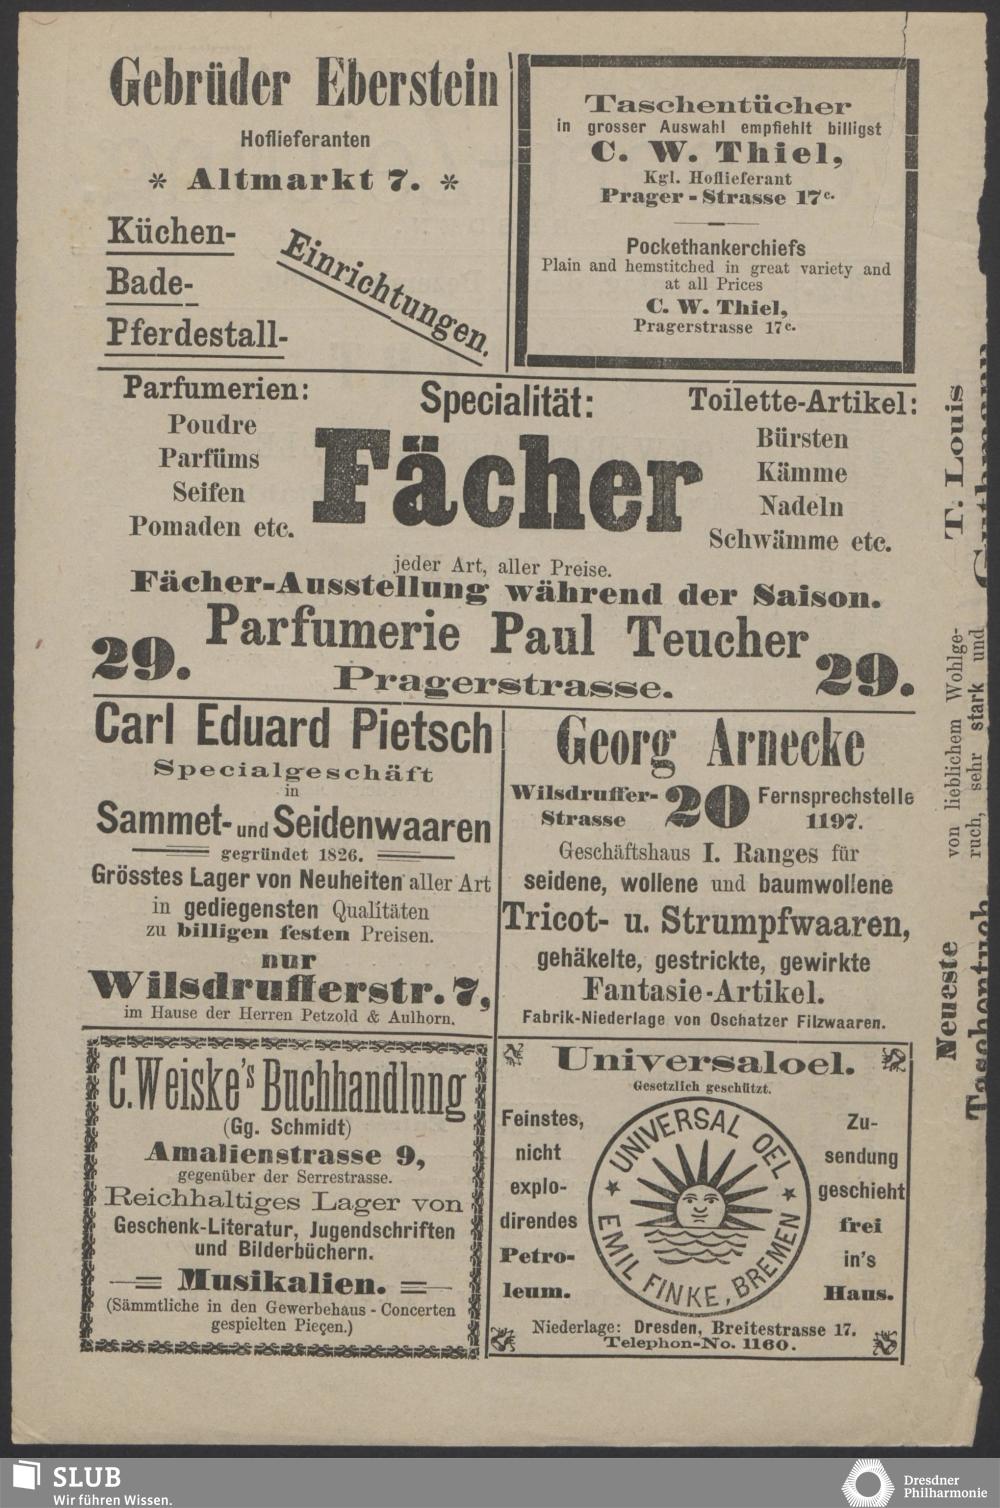 Gebrüder Eberstein
Hoflieferanten
* Altmarkt 7. *
Küchen-
Bade-
Pferdestall-
Einrichtungen.
Taschentücher
in grosser Auswahl empfiehlt billigst
C. W. Thiel,
Kgl. Hoflieferant
Prager-Strasse 17c.
Pockethankerchiefs
Plain and hemstitched in great variety and
at all Prices
C. W. Thiel,
Pragerstrasse 17c.
Parfumerien:
Poudre
Parfüms
Seifen
Pomaden etc.
Specialität:
Fächer
Toilette-Artikel:
Bürsten
Kämme
Nadeln
Schwämme etc.
jeder Art, aller Preise.
Fächer-Ausstellung während der Saison.
29. Parfumerie Paul Teucher 29.
Pragerstrasse.
Carl Eduard Pietsch
Specialgeschäft
in
Sammet- und Seidenwaaren
gegründet 1826.
Grösstes Lager von Neuheiten aller Art
in gediegensten Qualitäten
zu billigen festen Preisen.
nur
Wilsdrufferstr. 7,
im Hause der Herren Petzold & Aulhorn.
Georg Arnecke
Wilsdruffer-
Strasse
20
Fernsprechstelle
1197.
Geschäftshaus I. Ranges für
seidene, wollene und baumwollene
Tricot- u. Strumpfwaaren,
gehäkelte, gestrickte, gewirkte
Fantasie-Artikel.
Fabrik-Niederlage von Oschatzer Filzwaaren.
C. Weiske's Buchhandlung
(Gg. Schmidt)
Amalienstrasse 9,
gegenüber der Serrestrasse.
Reichhaltiges Lager von
Geschenk-Literatur, Jugendschriften
und Bilderbüchern.
Musikalien.
(Sämmtliche in den Gewerbehaus-Concerten
gespielten Pieçen.)
Universaloel.
Gesetzlich geschützt.
Feinstes,
nicht
explo-
direndes
Petro-
leum.
UNIVERSAL OEL
EMIL FINKE, BREMEN
Zu-
sendung
geschieht
frei
in's
Haus.
Niederlage: Dresden, Breitestrasse 17.
Telephon-No. 1160.
T. Louis
Guthmann
von lieblichem Wohlge-
ruch, sehr stark und
Neueste
Taschentuch
SLUB
Wir führen Wissen.
Dresdner
Philharmonie